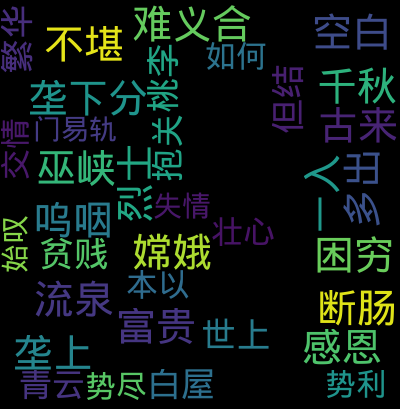 繁华
不堪
难义合
如何
空白
垄下分
桃李
但结
千秋
门易轨
抱关
古来
交情
巫峡
烈士
一人
多出
呜咽
失情
壮心
始叹
贫贱
嫦娥
困穷
本以
流泉
断肠
富贵
世上
感恩
垄上
青云
势尽
白屋
势利